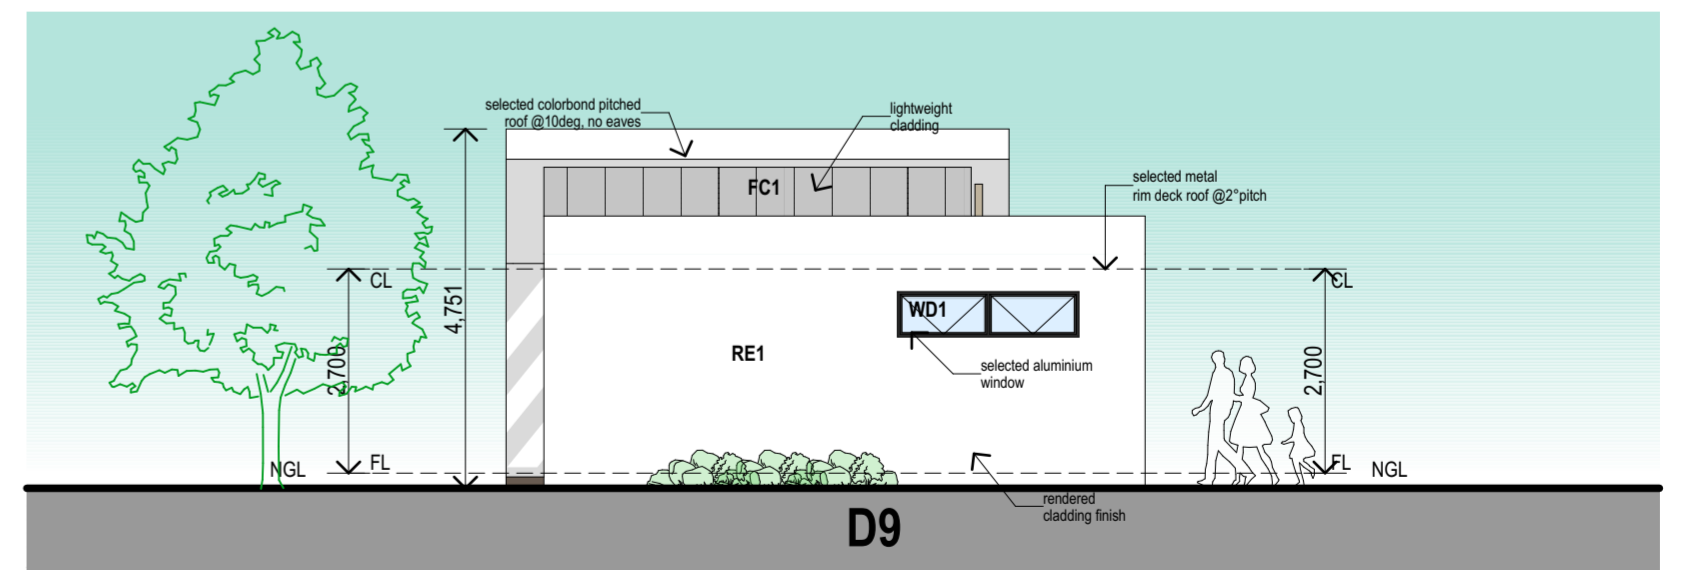 selected colorbond pitched
roof @10deg, no eaves
lightweight
cladding
FC1
selected metal
rim deck roof @2°pitch
CL
CL
4,751
WD1
RE1
selected aluminium
window
2,700
2,700
FL
NGL
FL
NGL
rendered
cladding finish
D9